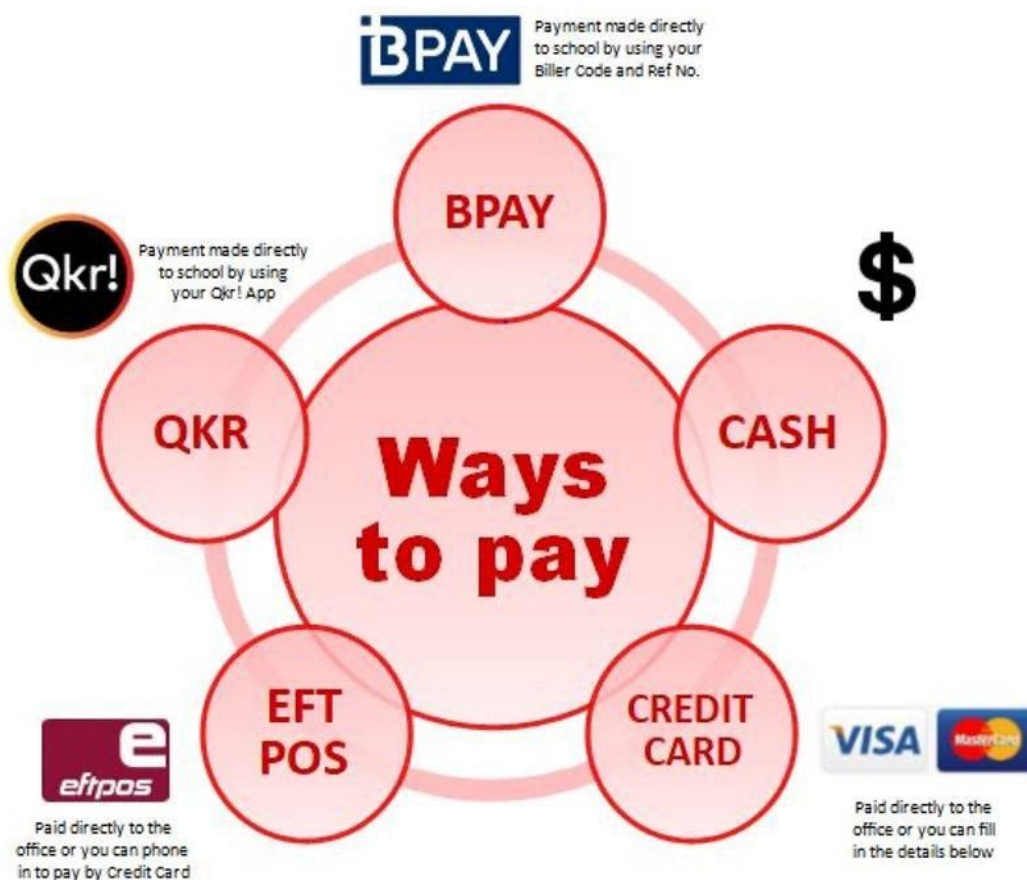 BPAY
Payment made directly
to school by using your
Biller Code and Ref No.
BPAY
Qkr!
Payment made directly
to school by using
your Qkr! App
$
QKR
CASH
Ways
to pay
EFT
POS
CREDIT
CARD
e
eftpos
VISA
MasterCard
Paid directly to the
office or you can phone
in to pay by Credit Card
Paid directly to the
office or you can fill
in the details below